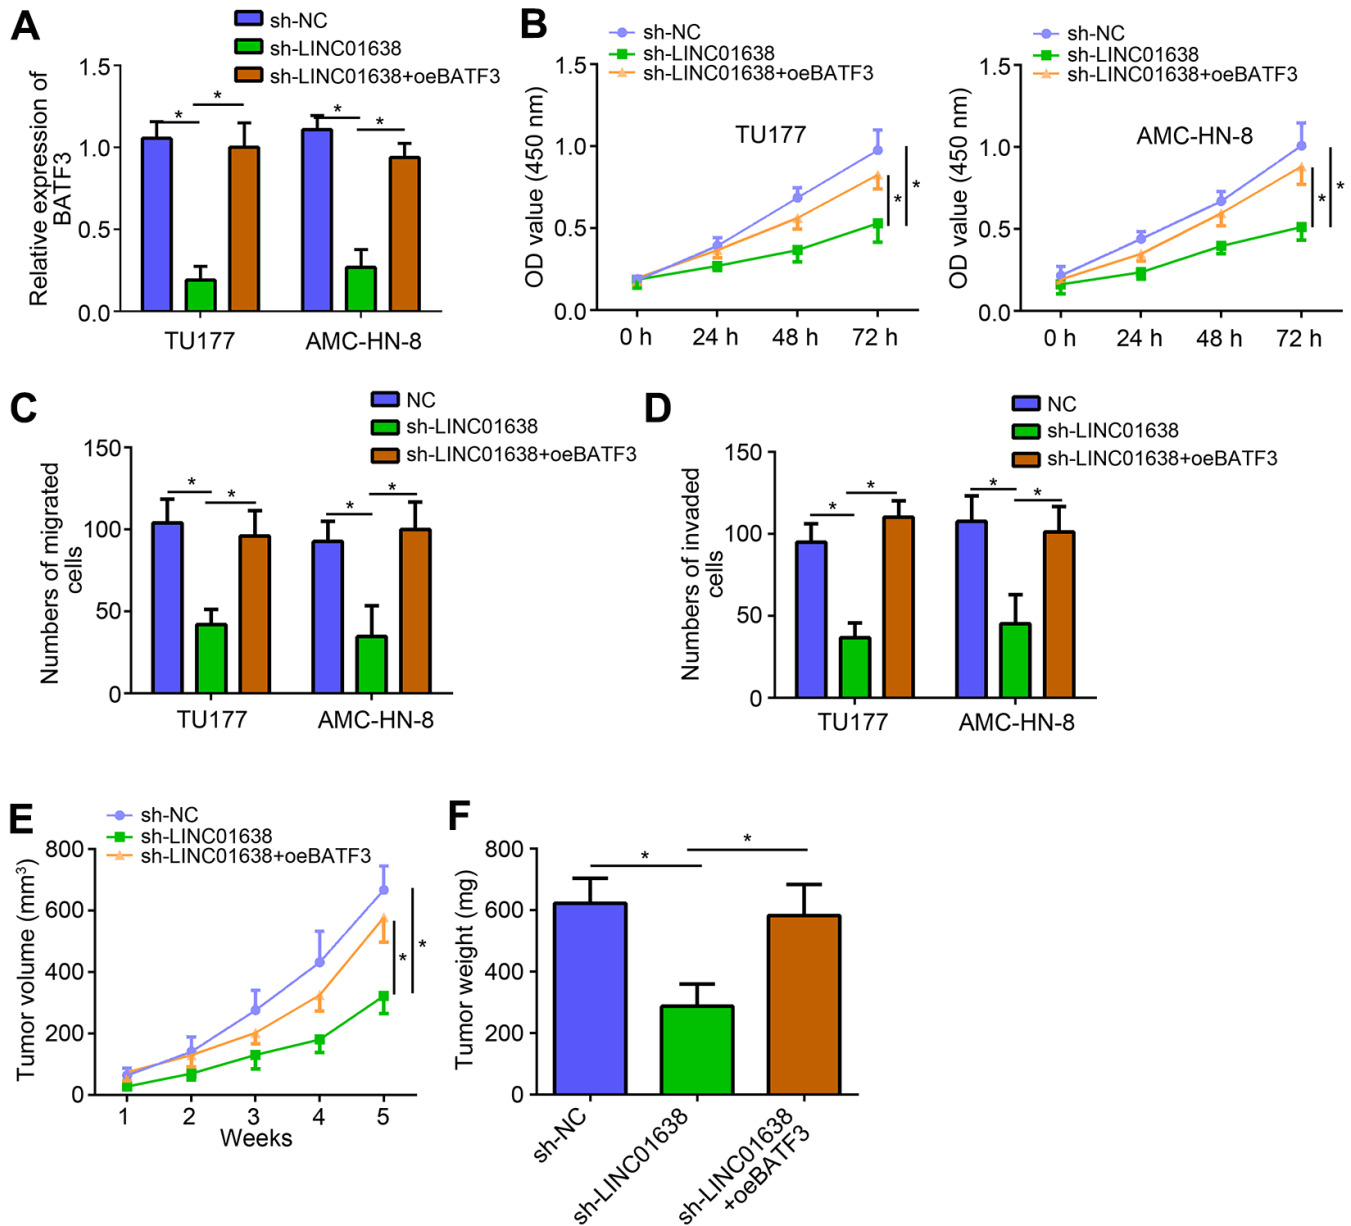 A
sh-NC
sh-LINC01638
sh-LINC01638+oeBATF3
Relative expression of
BATF3
1.5
1.0
0.5
0.0
* * * *
TU177 AMC-HN-8
B
sh-NC
sh-LINC01638
sh-LINC01638+oeBATF3
OD value (450 nm)
1.5
1.0
0.5
0.0
TU177
* *
0 h 24 h 48 h 72 h
sh-NC
sh-LINC01638
sh-LINC01638+oeBATF3
OD value (450 nm)
1.5
1.0
0.5
0.0
AMC-HN-8
* *
0 h 24 h 48 h 72 h
C
NC
sh-LINC01638
sh-LINC01638+oeBATF3
Numbers of migrated
cells
150
100
50
0
* * * *
TU177 AMC-HN-8
D
NC
sh-LINC01638
sh-LINC01638+oeBATF3
Numbers of invaded
cells
150
100
50
0
* * * *
TU177 AMC-HN-8
E
sh-NC
sh-LINC01638
sh-LINC01638+oeBATF3
Tumor volume (mm³)
800
600
400
200
0
* *
1 2 3 4 5
Weeks
F
Tumor weight (mg)
800
600
400
200
0
* *
sh-NC
sh-LINC01638
sh-LINC01638
+oeBATF3